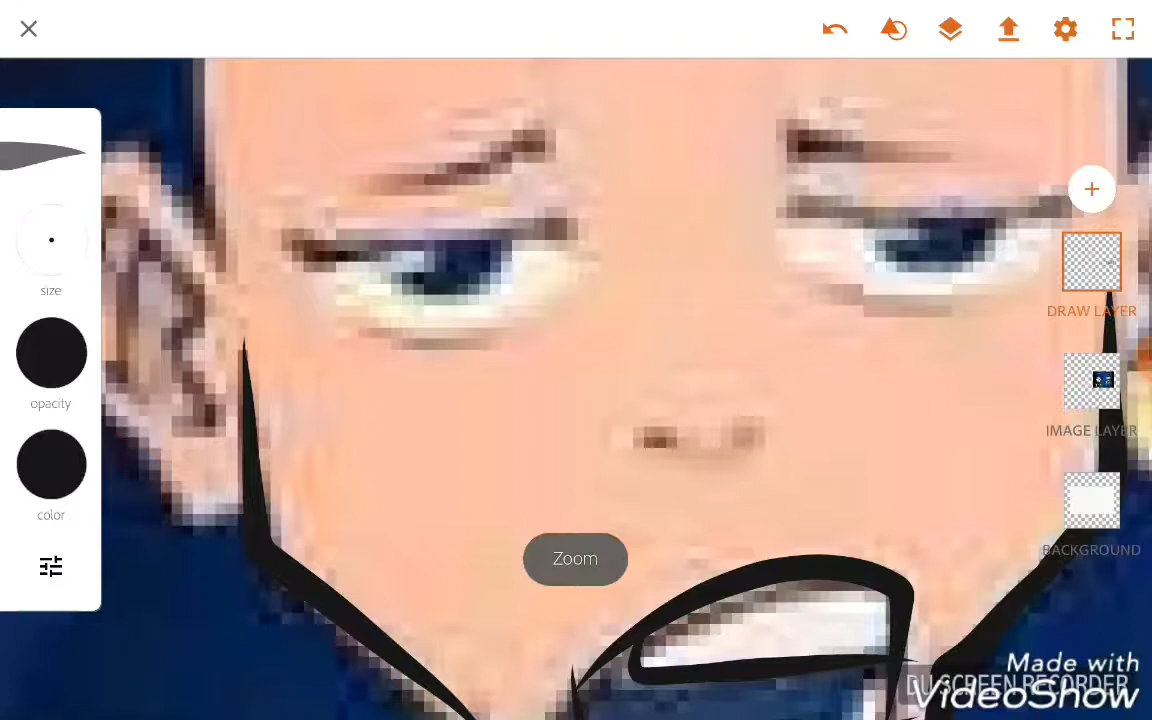 size
opacity
color
Zoom
DRAW LAYER
IMAGE LAYER
BACKGROUND
Made with
DU SCREEN RECORDER
VideoShow